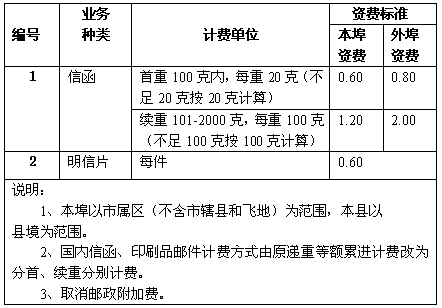 编号 业务种类 计费单位 资费标准
本埠资费 外埠资费
1 信函 首重 100 克内，每重 20 克（不 0.60 0.80
足 20 克按 20 克计算）
续重 101-2000 克，每重 100 克 1.20 2.00
（不足 100 克按 100 克计算）
2 明信片 每件 0.60
说明：
1、本埠以市属区（不含市辖县和飞地）为范围，本县以
县境为范围。
2、国内信函、印刷品邮件计费方式由原递重等额累进计费改为
分首、续重分别计费。
3、取消邮政附加费。